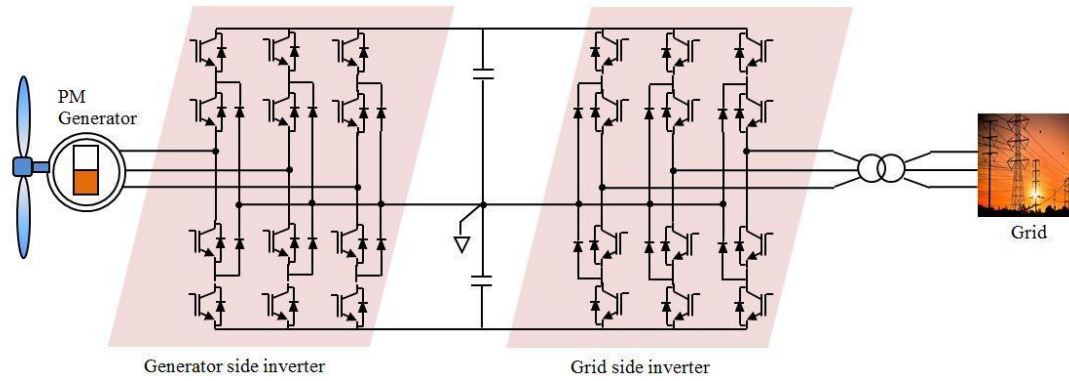 PM
Generator
Grid
Generator side inverter
Grid side inverter